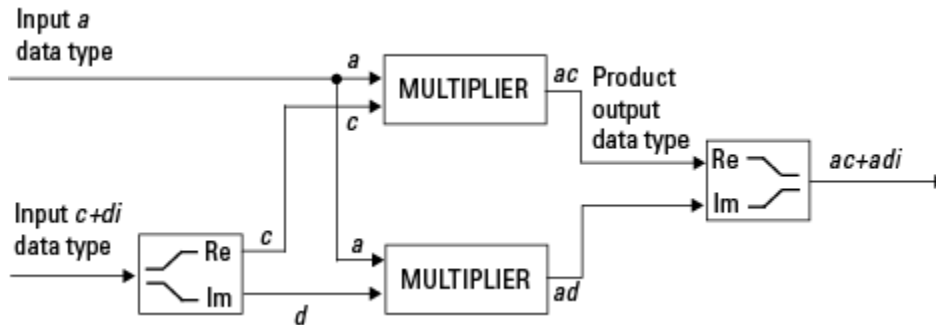 Input a
data type
a
c
MULTIPLIER
ac
Product
output
data type
Re
Im
ac+adi
Input c+di
data type
Re
Im
c
d
a
MULTIPLIER
ad